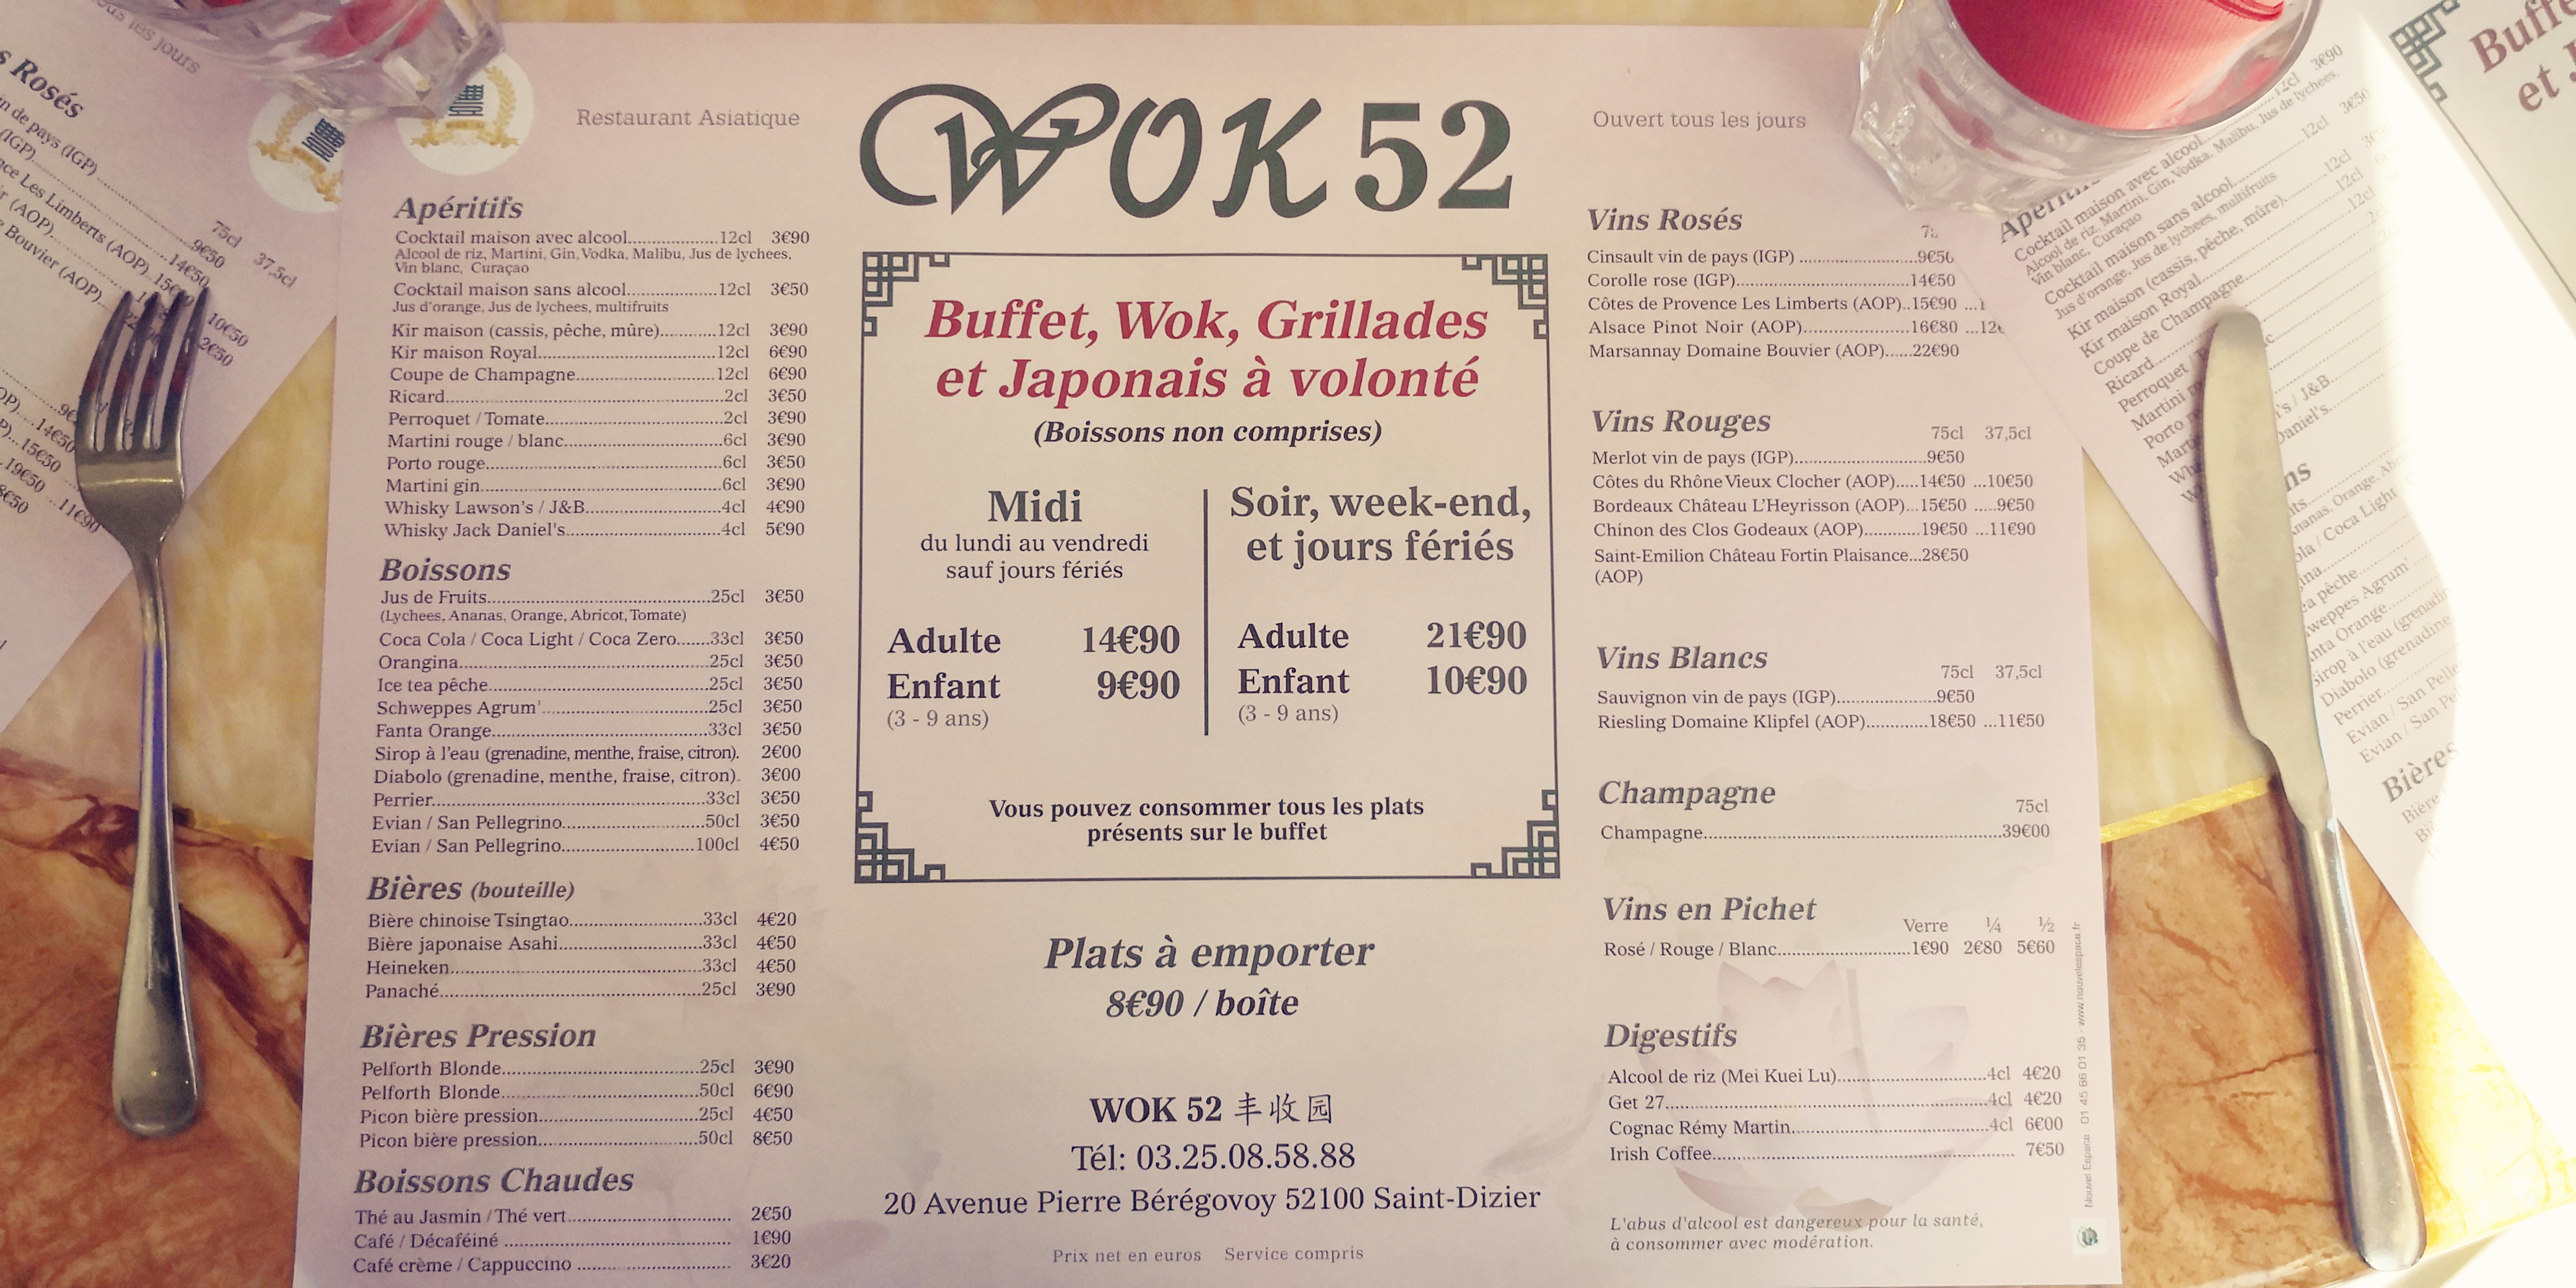 Restaurant Asiatique
WOK 52
Ouvert tous les jours
Apéritifs
Cocktail maison avec alcool..................12cl 3€90
Alcool de riz, Martini, Gin, Vodka, Malibu, Jus de lychees,
Vin blanc, Curaçao
Cocktail maison sans alcool..................12cl 3€50
Jus d'orange, Jus de lychees, multifruits
Kir maison (cassis, pêche, mûre)...........12cl 3€90
Kir maison Royal...................................12cl 6€90
Coupe de Champagne...........................12cl 6€90
Ricard.......................................................2cl 3€50
Perroquet / Tomate..................................2cl 3€90
Martini rouge / blanc..............................6cl 3€90
Porto rouge..............................................6cl 3€50
Martini gin...............................................6cl 3€90
Whisky Lawson's / J&B..........................4cl 4€90
Whisky Jack Daniel's..............................4cl 5€90
Boissons
Jus de Fruits...........................................25cl 3€50
(Lychees, Ananas, Orange, Abricot, Tomate)
Coca Cola / Coca Light / Coca Zero.......33cl 3€50
Orangina................................................25cl 3€50
Ice tea pêche..........................................25cl 3€50
Schweppes Agrum'................................25cl 3€50
Fanta Orange.........................................33cl 3€50
Sirop à l'eau (grenadine, menthe, fraise, citron). 2€00
Diabolo (grenadine, menthe, fraise, citron). 3€00
Perrier....................................................33cl 3€50
Evian / San Pellegrino...........................50cl 3€50
Evian / San Pellegrino.........................100cl 4€50
Bières (bouteille)
Bière chinoise Tsingtao.........................33cl 4€20
Bière japonaise Asahi...........................33cl 4€50
Heineken................................................33cl 4€50
Panaché..................................................25cl 3€90
Bières Pression
Pelforth Blonde......................................25cl 3€90
Pelforth Blonde......................................50cl 6€90
Picon bière pression..............................25cl 4€50
Picon bière pression..............................50cl 8€50
Boissons Chaudes
Thé au Jasmin / Thé vert.............................. 2€50
Café / Décaféiné .......................................... 1€90
Café crème / Cappuccino ............................ 3€20
Buffet, Wok, Grillades
et Japonais à volonté
(Boissons non comprises)
Midi
du lundi au vendredi
sauf jours fériés
Adulte 14€90
Enfant 9€90
(3 - 9 ans)
Soir, week-end,
et jours fériés
Adulte 21€90
Enfant 10€90
(3 - 9 ans)
Vous pouvez consommer tous les plats
présents sur le buffet
Plats à emporter
8€90 / boîte
WOK 52 丰收园
Tél: 03.25.08.58.88
20 Avenue Pierre Bérégovoy 52100 Saint-Dizier
Prix net en euros Service compris
Vins Rosés
Cinsault vin de pays (IGP) ......................
Corolle rose (IGP)................................14€50
Côtes de Provence Les Limberts (AOP)..15€90
Alsace Pinot Noir (AOP)....................16€80
Marsannay Domaine Bouvier (AOP)......22€90
Vins Rouges
75cl 37,5cl
Merlot vin de pays (IGP).........................9€50
Côtes du Rhône Vieux Clocher (AOP).....14€50 ...10€50
Bordeaux Château L'Heyrisson (AOP)...15€50 .....9€50
Chinon des Clos Godeaux (AOP)...........19€50 ...11€90
Saint-Emilion Château Fortin Plaisance...28€50
(AOP)
Vins Blancs
75cl 37,5cl
Sauvignon vin de pays (IGP)...................9€50
Riesling Domaine Klipfel (AOP)............18€50 ...11€50
Champagne
75cl
Champagne.........................................................39€00
Vins en Pichet
Verre ¼ ½
Rosé / Rouge / Blanc.........................1€90 2€80 5€60
Digestifs
Alcool de riz (Mei Kuei Lu).............................4cl 4€20
Get 27..............................................................4cl 4€20
Cognac Rémy Martin.......................................4cl 6€00
Irish Coffee......................................................... 7€50
L'abus d'alcool est dangereux pour la santé,
à consommer avec modération.
Nouvel Espace 01 45 66 01 35 - www.nouvelespace.fr